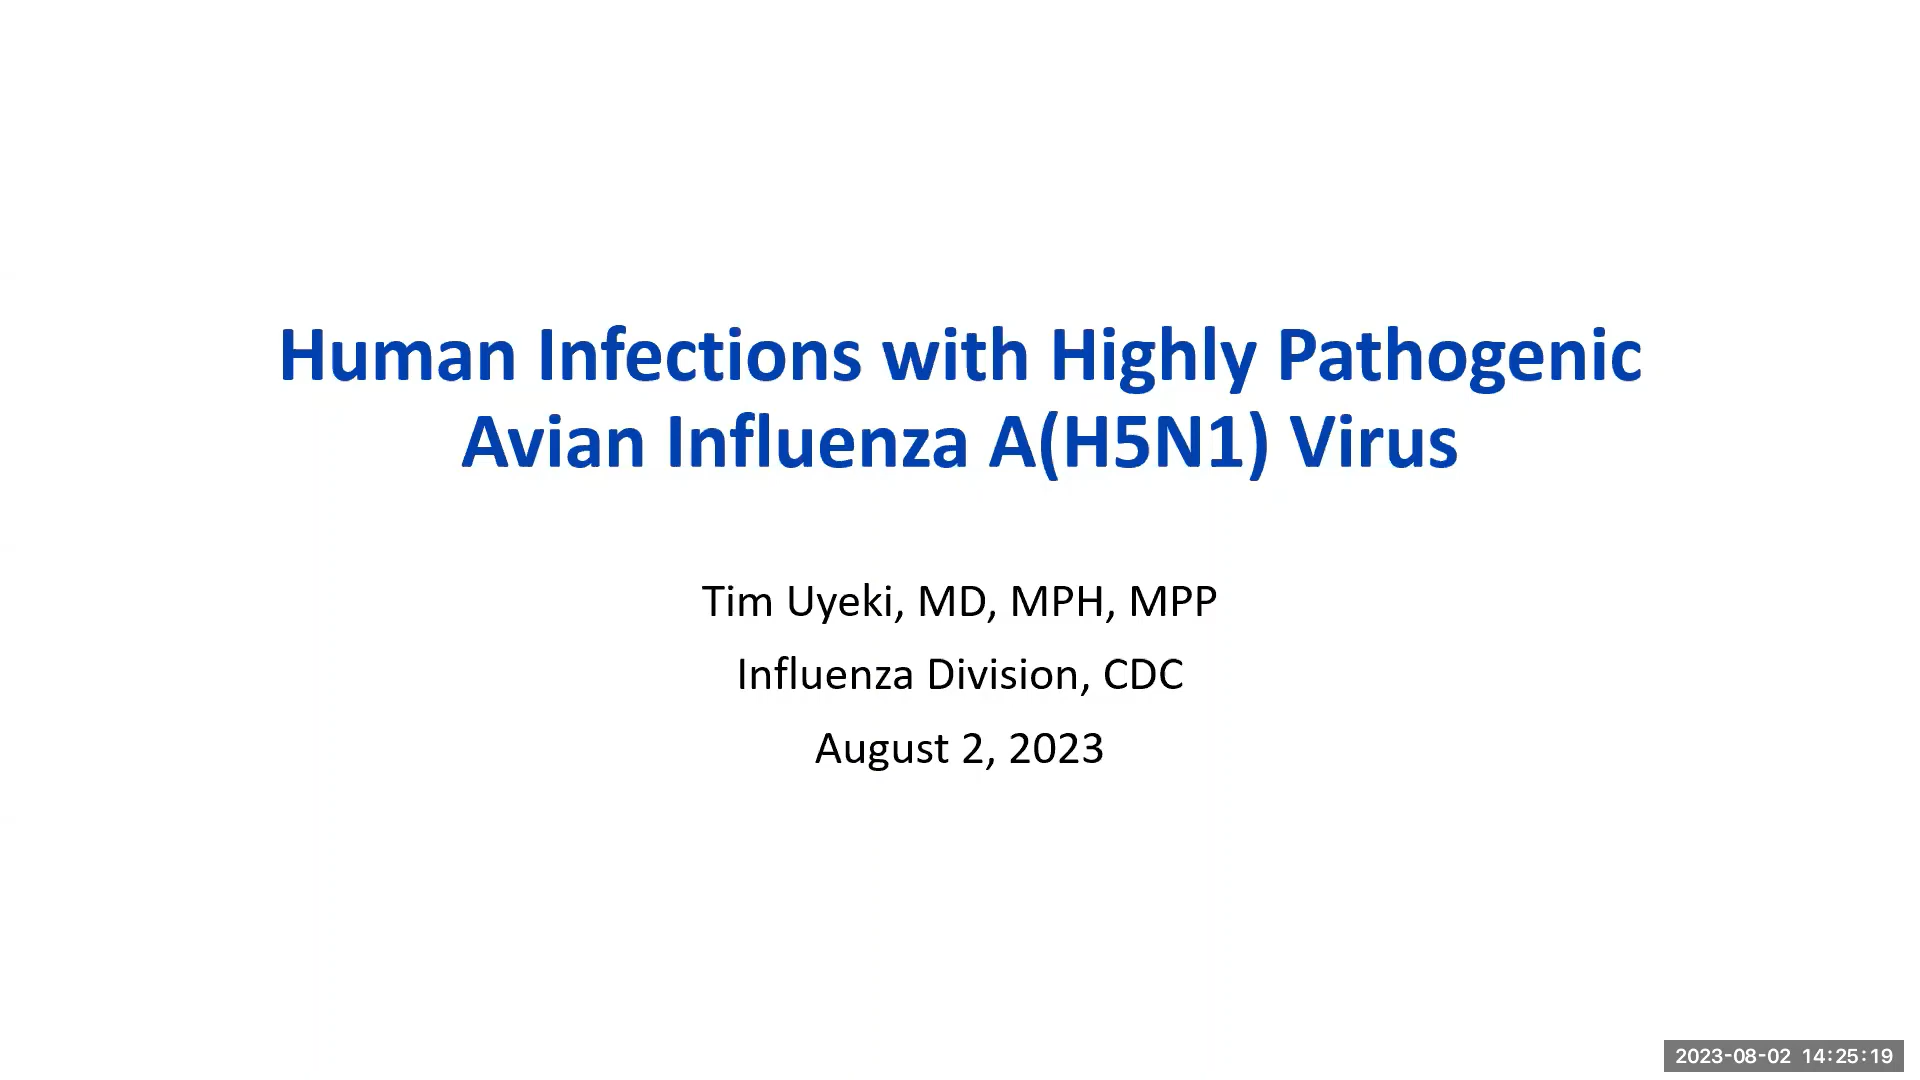 Human Infections with Highly Pathogenic
Avian Influenza A(H5N1) Virus
Tim Uyeki, MD, MPH, MPP
Influenza Division, CDC
August 2, 2023
2023-08-02 14:25:19